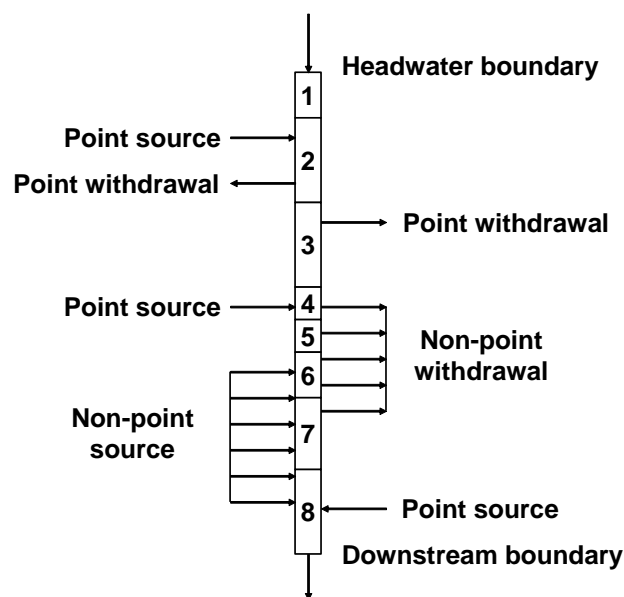 Headwater boundary
1
Point source
2
Point withdrawal
Point withdrawal
3
Point source
4
5
Non-point
withdrawal
6
Non-point
source
7
8
Point source
Downstream boundary